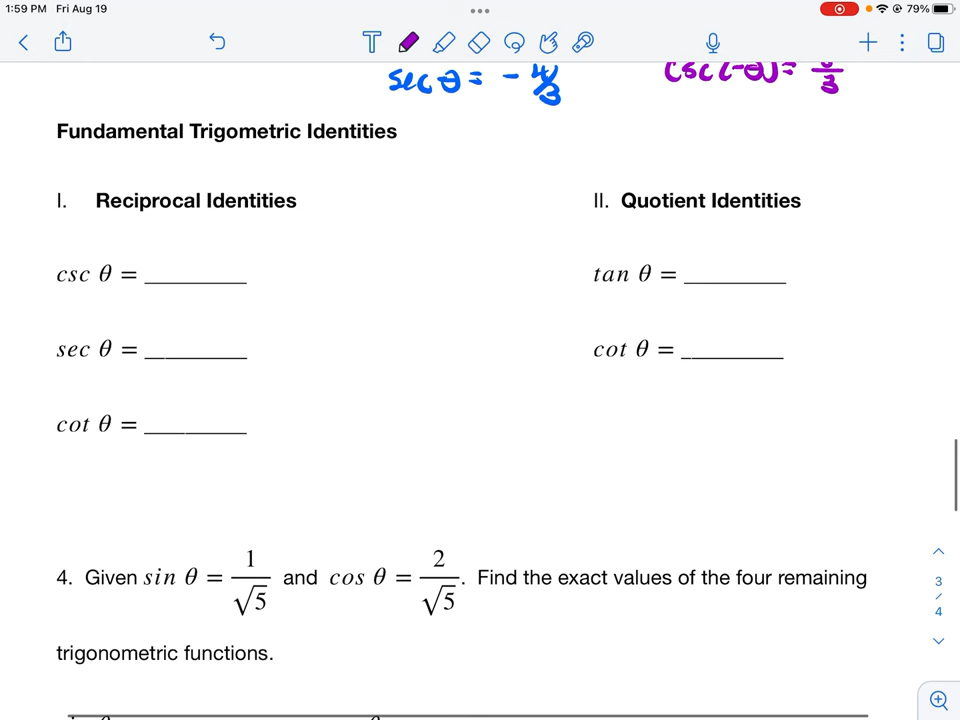 1:59 PM Fri Aug 19 79%
sec θ = - 4/3
Fundamental Trigometric Identities
I. Reciprocal Identities II. Quotient Identities
csc θ = ________ tan θ = ________
sec θ = ________ cot θ = ________
cot θ = ________
4. Given sin θ = 1/√5 and cos θ = 2/√5. Find the exact values of the four remaining
trigonometric functions.
3 / 4